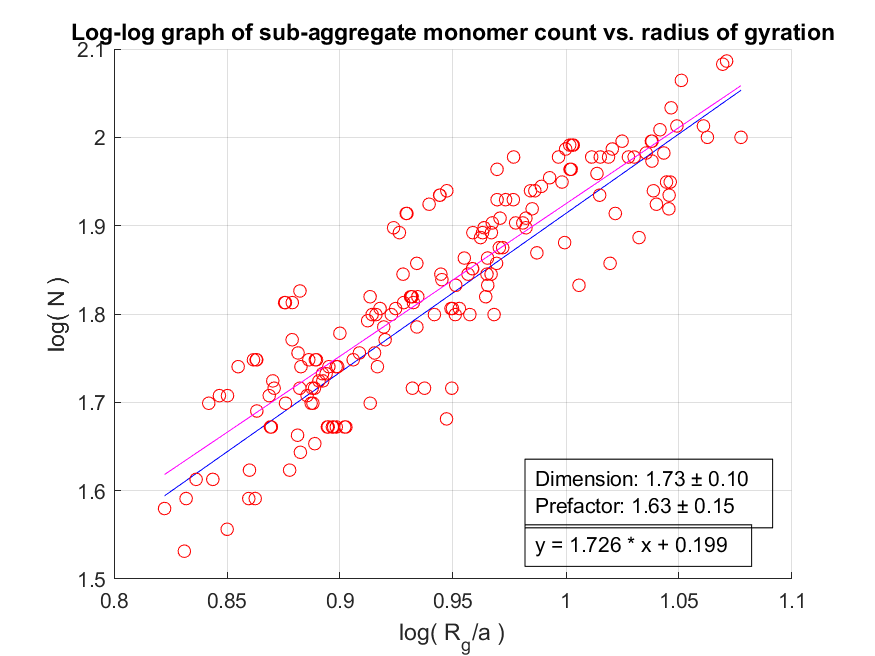 Log-log graph of sub-aggregate monomer count vs. radius of gyration
2.1
2
1.9
1.8
1.7
1.6
1.5
log( N )
Dimension: 1.73 ± 0.10
Prefactor: 1.63 ± 0.15
y = 1.726 * x + 0.199
0.8 0.85 0.9 0.95 1 1.05 1.1
log( Rg/a )